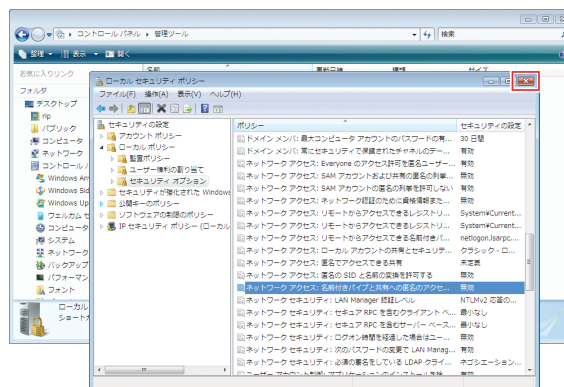 コントロール パネル ▸ 管理ツール
検索
整理 表示 開く
お気に入りリンク
名前 更新日時 種類 サイズ
フォルダ
デスクトップ
rip
パブリック
コンピュータ
ネットワーク
コントロール
Windows
Windows Sid
Windows Up
ウェルカム
コンピュータ
システム
ネットワーク
バックアップ
パフォーマン
フォント
ローカル
ショート
ローカル セキュリティ ポリシー
ファイル(F) 操作(A) 表示(V) ヘルプ(H)
セキュリティの設定
アカウント ポリシー
ローカル ポリシー
監査ポリシー
ユーザー権利の割り当て
セキュリティ オプション
セキュリティが強化された Windows
公開キーのポリシー
ソフトウェアの制限のポリシー
IP セキュリティ ポリシー (ローカル
ポリシー セキュリティの設定
ドメイン メンバ: 最大コンピュータ アカウントのパスワードの有... 30 日間
ドメイン メンバ: 常にセキュリティで保護されたチャネルのデー... 有効
ネットワーク アクセス: Everyone のアクセス許可を匿名ユーザー... 有効
ネットワーク アクセス: SAM アカウントおよび共有の匿名の列挙... 無効
ネットワーク アクセス: SAM アカウントの匿名の列挙を許可しない 有効
ネットワーク アクセス: ネットワーク認証のために資格情報また... 無効
ネットワーク アクセス: リモートからアクセスできるレジストリ... System¥Current...
ネットワーク アクセス: リモートからアクセスできるレジストリ... System¥Current...
ネットワーク アクセス: リモートからアクセスできる名前付きパ... netlogon,lsarpc,...
ネットワーク アクセス: ローカル アカウントの共有とセキュリテ... クラシック - ロ...
ネットワーク アクセス: 匿名でアクセスできる共有 未定義
ネットワーク アクセス: 匿名の SID と名前の変換を許可する 無効
ネットワーク アクセス: 名前付きパイプと共有への匿名のアクセ... 無効
ネットワーク セキュリティ: LAN Manager 認証レベル NTLMv2 応答の...
ネットワーク セキュリティ: セキュア RPC を含むクライアント ベ... 最小なし
ネットワーク セキュリティ: セキュア RPC を含むサーバー ベース... 最小なし
ネットワーク セキュリティ: ログオン時間を経過した場合はユー... 無効
ネットワーク セキュリティ: 次のパスワードの変更で LAN Manag... 有効
ネットワーク セキュリティ: 必須の署名をしている LDAP クライ... ネゴシエーション...
ユーザー アカウント制御: アプリケーションのインストールを検... 有効